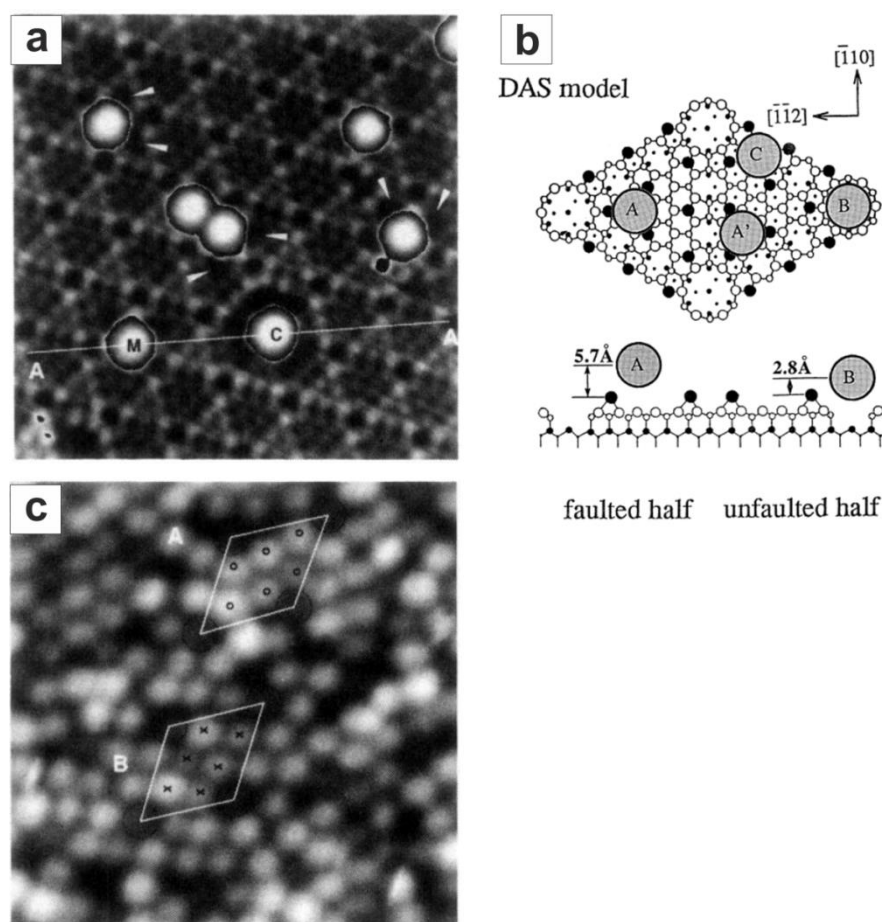 a
M
C
A
A
b
DAS model
[1̄10]
[1̄1̄2]
C
A
A'
B
5.7Å
A
2.8Å
B
faulted half unfaulted half
c
A
B